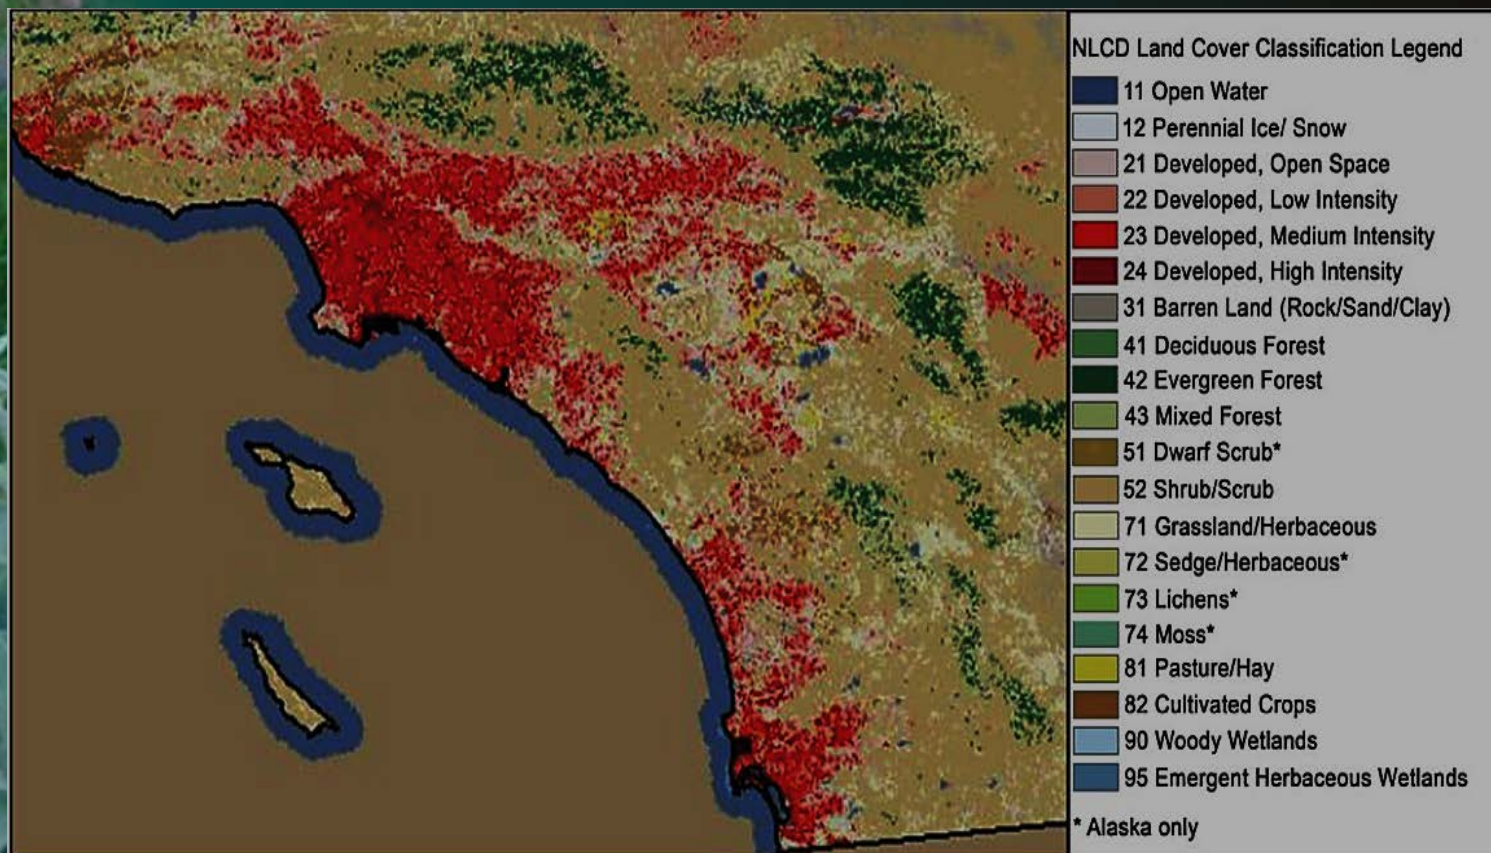 NLCD Land Cover Classification Legend
11 Open Water
12 Perennial Ice/ Snow
21 Developed, Open Space
22 Developed, Low Intensity
23 Developed, Medium Intensity
24 Developed, High Intensity
31 Barren Land (Rock/Sand/Clay)
41 Deciduous Forest
42 Evergreen Forest
43 Mixed Forest
51 Dwarf Scrub*
52 Shrub/Scrub
71 Grassland/Herbaceous
72 Sedge/Herbaceous*
73 Lichens*
74 Moss*
81 Pasture/Hay
82 Cultivated Crops
90 Woody Wetlands
95 Emergent Herbaceous Wetlands
* Alaska only